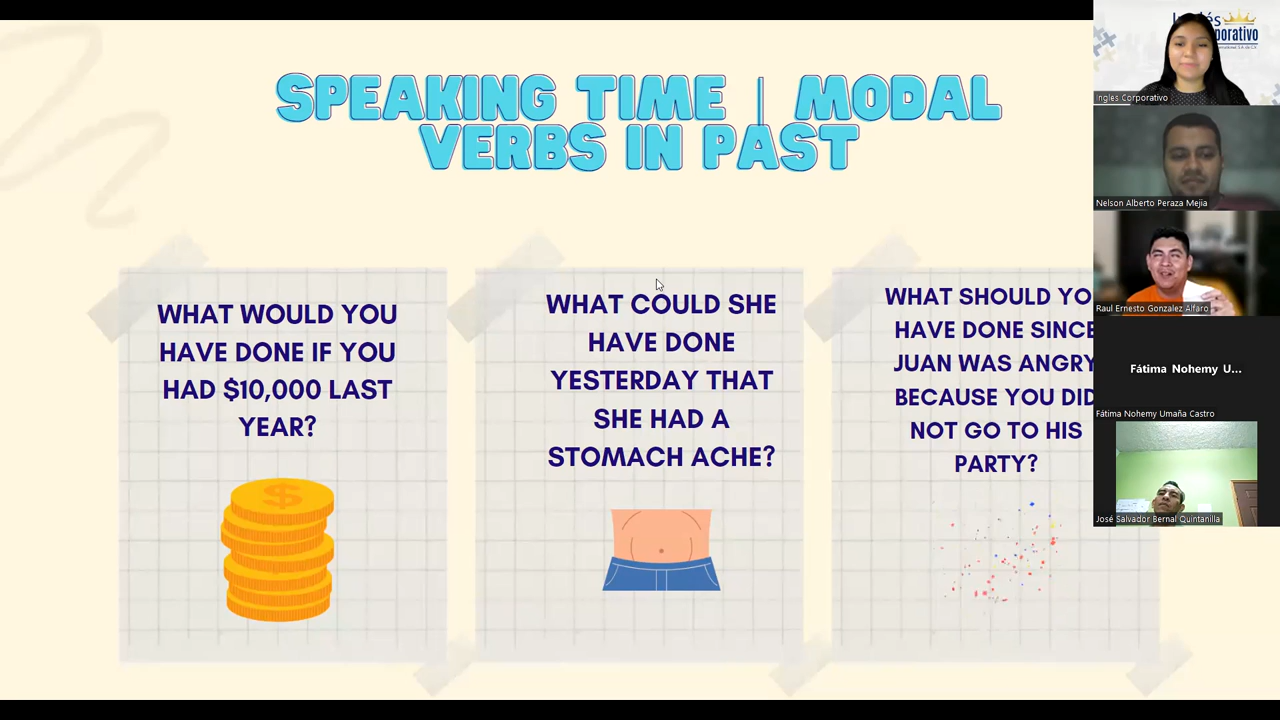 SPEAKING TIME | MODAL
VERBS IN PAST
WHAT WOULD YOU
HAVE DONE IF YOU
HAD $10,000 LAST
YEAR?
$
WHAT COULD SHE
HAVE DONE
YESTERDAY THAT
SHE HAD A
STOMACH ACHE?
WHAT SHOULD YO
HAVE DONE SINCE
JUAN WAS ANGRY
BECAUSE YOU DID
NOT GO TO HIS
PARTY?
Ingles Corporativo
Nelson Alberto Peraza Mejia
Raul Ernesto Gonzalez Alfaro
Fátima Nohemy U...
Fátima Nohemy Umaña Castro
José Salvador Bernal Quintanilla